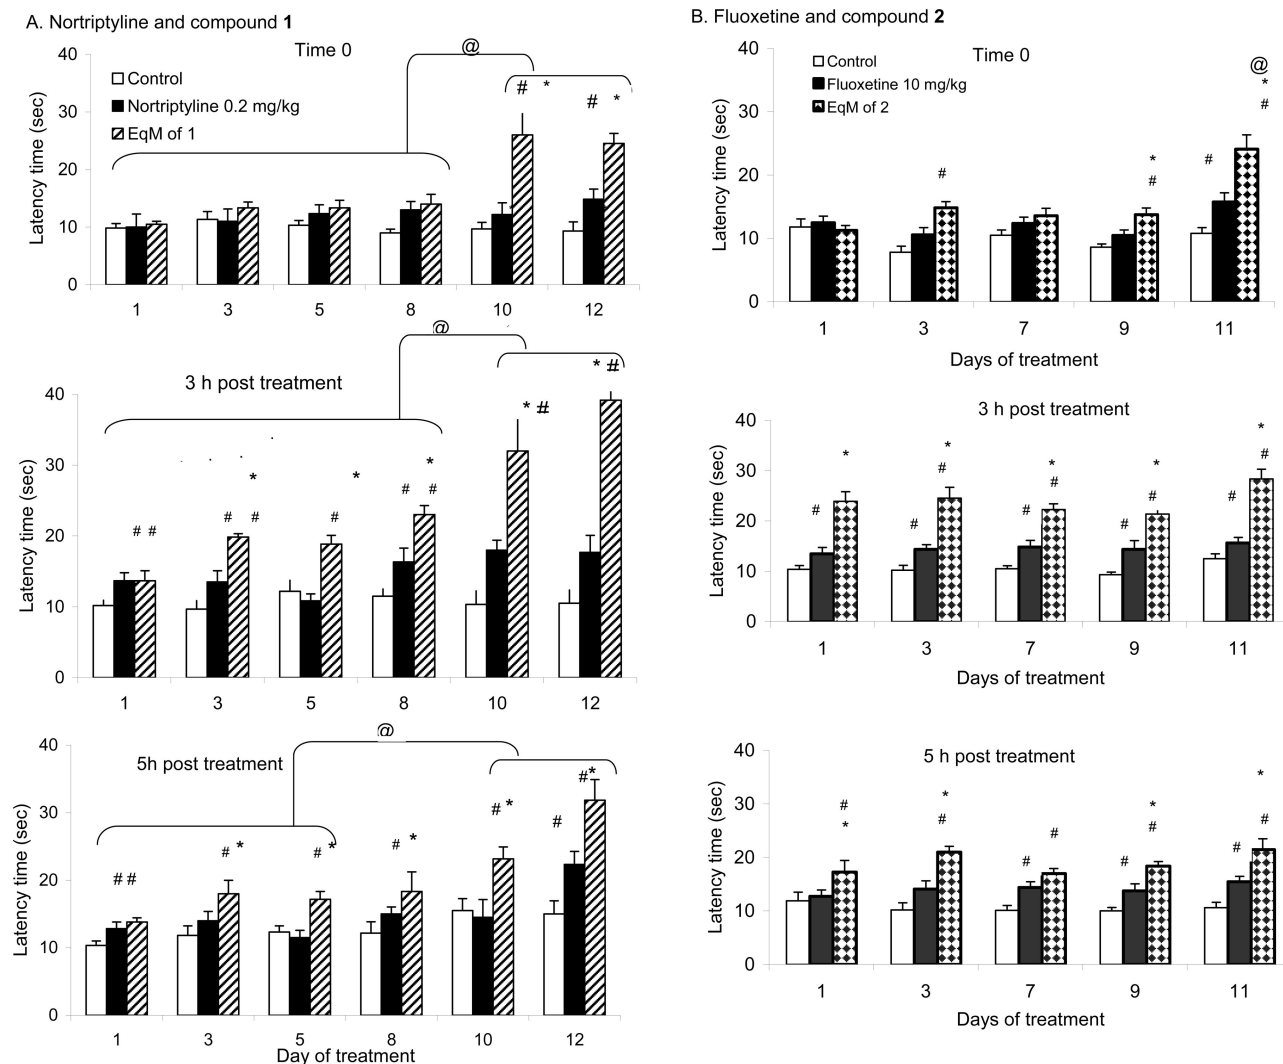 A. Nortriptyline and compound 1
Time 0
@
Control
Nortriptyline 0.2 mg/kg
EqM of 1
# *
# *
Latency time (sec)
40
30
20
10
0
1 3 5 8 10 12
3 h post treatment
@
* #
* #
*
*
*
# #
# #
#
# #
Latency time (sec)
40
30
20
10
0
1 3 5 8 10 12
5h post treatment
@
#*
# *
#
# *
# *
# *
# #
Latency time (sec)
40
30
20
10
0
1 3 5 8 10 12
Day of treatment
B. Fluoxetine and compound 2
Time 0
Control
Fluoxetine 10 mg/kg
EqM of 2
@
*
#
*
#
#
#
Latency time (sec)
40
30
20
10
0
1 3 7 9 11
Days of treatment
3 h post treatment
*
* * * *
# # # #
# # # # #
Latency time (sec)
40
30
20
10
0
1 3 7 9 11
Days of treatment
5 h post treatment
*
# * *
* # # # #
# # #
Latency time (sec)
40
30
20
10
0
1 3 7 9 11
Days of treatment